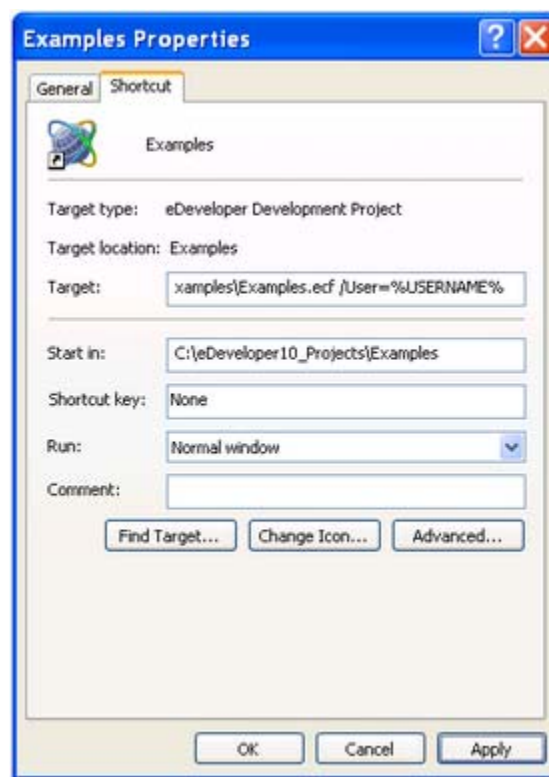 Examples Properties
?
General Shortcut
Examples
Target type: eDeveloper Development Project
Target location: Examples
Target: xamples\Examples.ecf /User=%USERNAME%
Start in: C:\eDeveloper10_Projects\Examples
Shortcut key: None
Run: Normal window
Comment:
Find Target... Change Icon... Advanced...
OK Cancel Apply